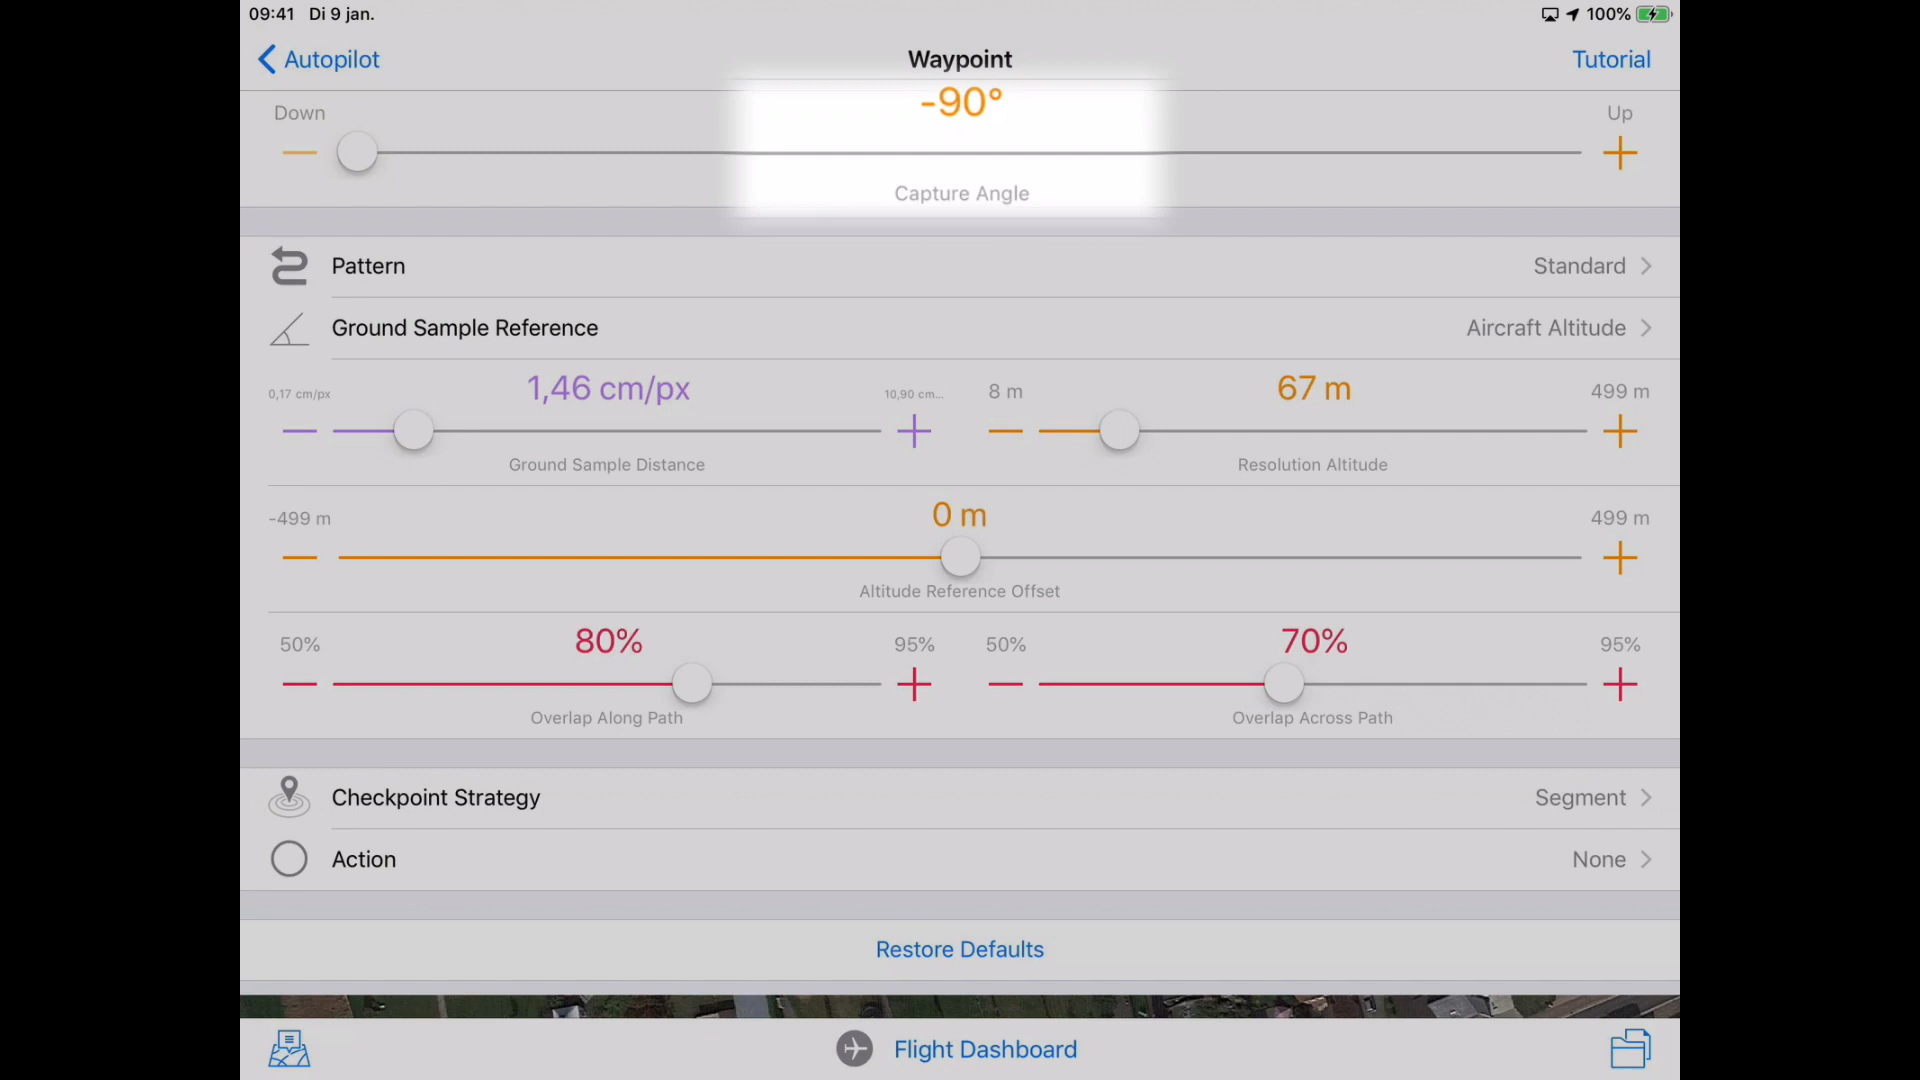 09:41 Di 9 jan.
100%
Autopilot
Waypoint
Tutorial
Down
-90°
Up
Capture Angle
Pattern
Standard
Ground Sample Reference
Aircraft Altitude
0,17 cm/px
1,46 cm/px
10,90 cm...
8 m
67 m
499 m
Ground Sample Distance
Resolution Altitude
-499 m
0 m
499 m
Altitude Reference Offset
50%
80%
95%
50%
70%
95%
Overlap Along Path
Overlap Across Path
Checkpoint Strategy
Segment
Action
None
Restore Defaults
Flight Dashboard